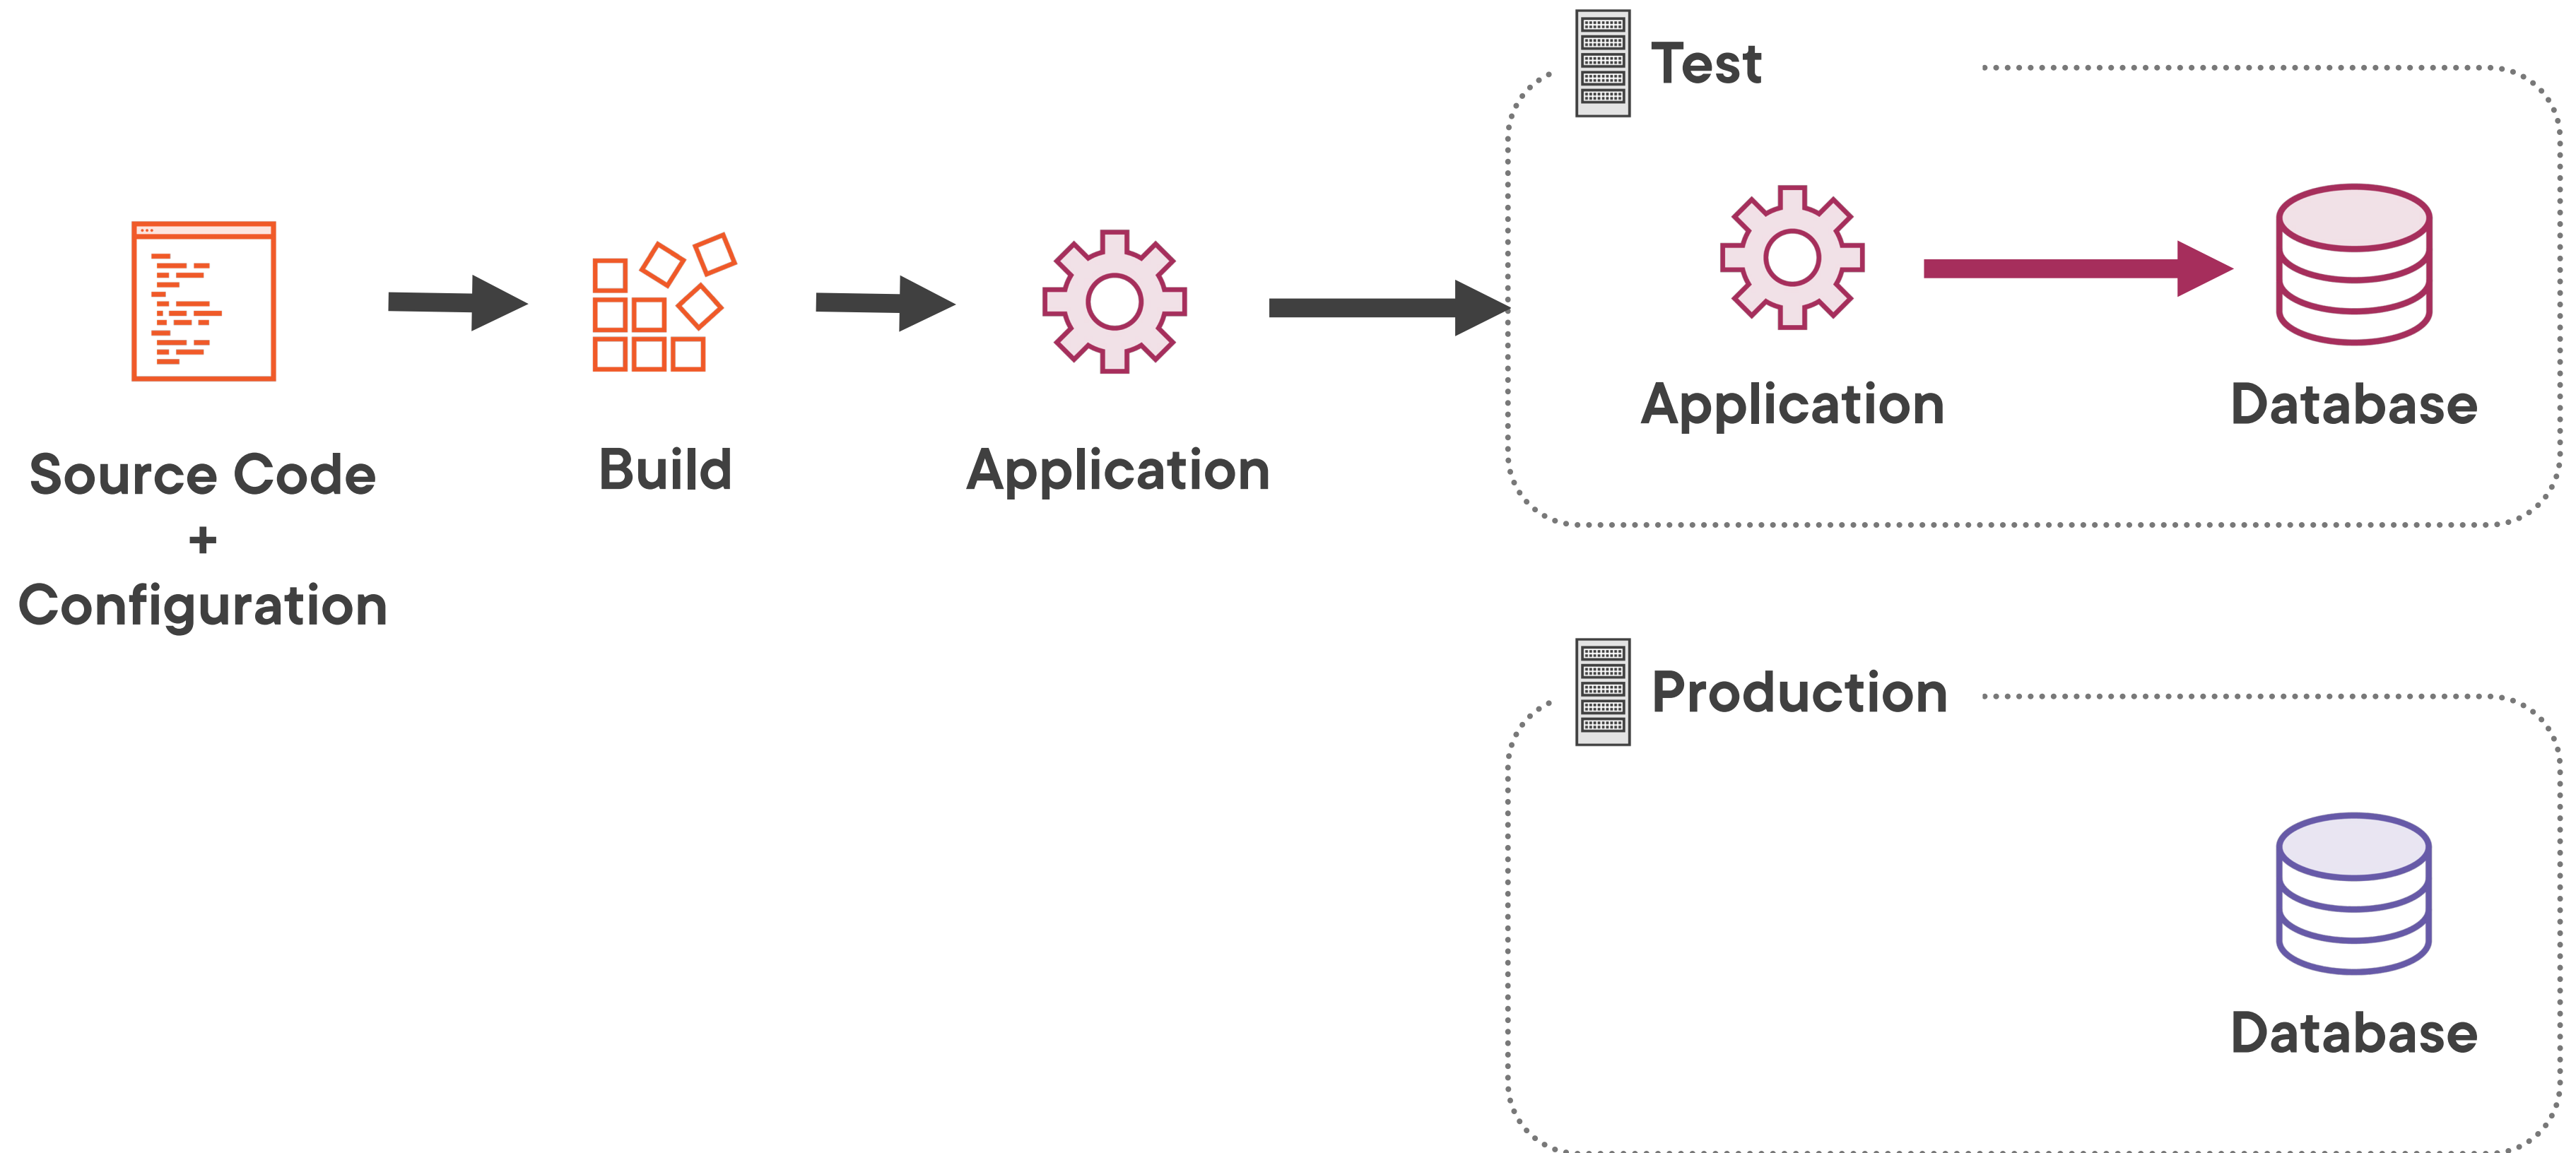 Test
Source Code
+
Configuration
Build
Application
Application
Database
Production
Database